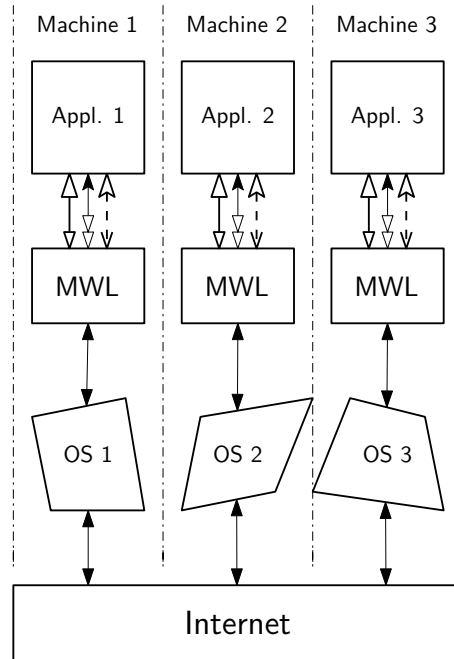 Machine 1 Machine 2 Machine 3
Appl. 1 Appl. 2 Appl. 3
MWL MWL MWL
OS 1 OS 2 OS 3
Internet